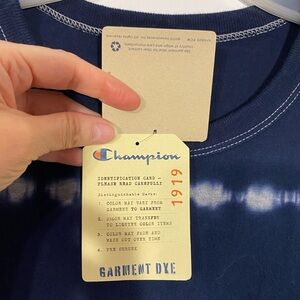 Champion
1919
IDENTIFICATION CARD —
PLEASE READ CAREFULLY
Distinguishable Marks:
1. COLOR MAY VARY FROM
GARMENT TO GARMENT
2. COLOR MAY TRANSFER
TO LIGHTER COLOR ITEMS
3. COLOR MAY FADE AND
WASH OUT OVER TIME
4. PRE SHRUNK
GARMENT DYE